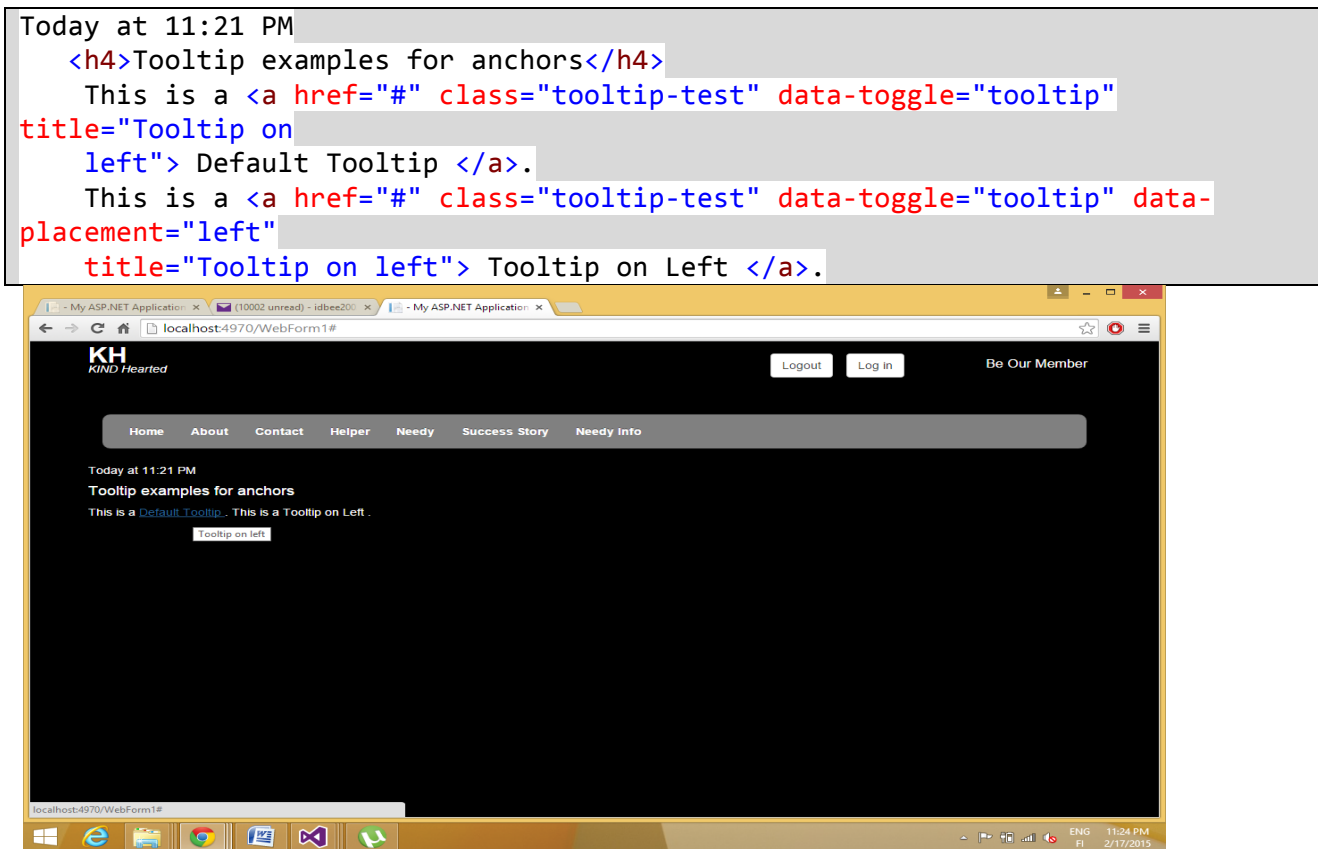 Today at 11:21 PM
<h4>Tooltip examples for anchors</h4>
This is a <a href="#" class="tooltip-test" data-toggle="tooltip"
title="Tooltip on
left"> Default Tooltip </a>.
This is a <a href="#" class="tooltip-test" data-toggle="tooltip" data-
placement="left"
title="Tooltip on left"> Tooltip on Left </a>.
- My ASP.NET Application × (10002 unread) - idbee200 × - My ASP.NET Application ×
localhost:4970/WebForm1#
KH
KIND Hearted
Logout Log in Be Our Member
Home About Contact Helper Needy Success Story Needy Info
Today at 11:21 PM
Tooltip examples for anchors
This is a Default Tooltip . This is a Tooltip on Left .
Tooltip on left
localhost:4970/WebForm1#
ENG 11:24 PM
FI 2/17/2015